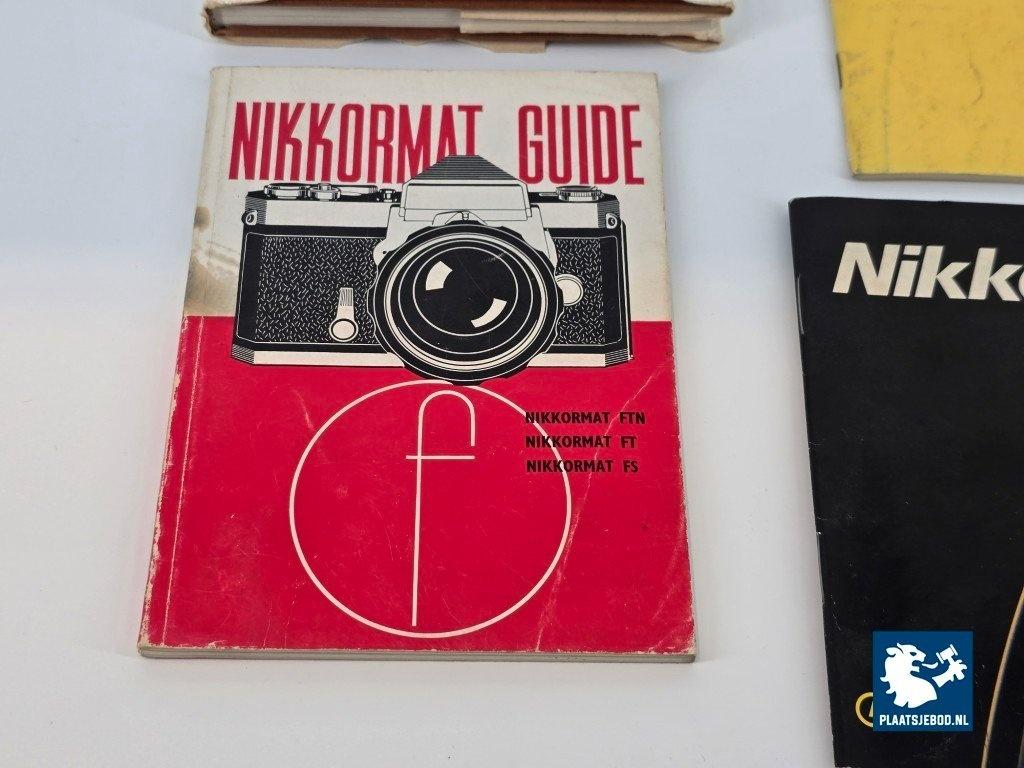 NIKKORMAT GUIDE
f
NIKKORMAT FTN
NIKKORMAT FT
NIKKORMAT FS
Nikk
PLAATSJEBOD.NL